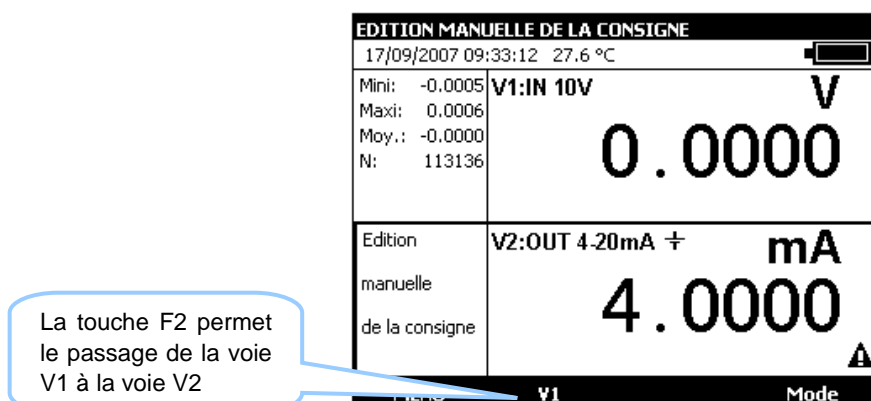 EDITION MANUELLE DE LA CONSIGNE
17/09/2007 09:33:12 27.6 °C
Mini: -0.0005
Maxi: 0.0006
Moy.: -0.0000
N: 113136
V1:IN 10V
V
0.0000
Edition
manuelle
de la consigne
V2:OUT 4-20mA
mA
4.0000
La touche F2 permet
le passage de la voie
V1 à la voie V2
V1
Mode